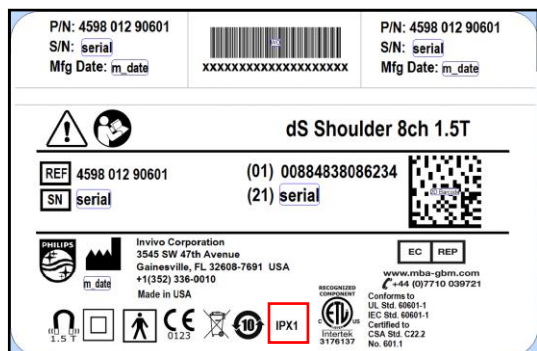 P/N: 4598 012 90601
S/N: serial
Mfg Date: m_date
XXXXXXXXXXXXXXXXXXXX
P/N: 4598 012 90601
S/N: serial
Mfg Date: m_date
dS Shoulder 8ch 1.5T
REF 4598 012 90601
SN serial
(01) 00884838086234
(21) serial
2D Barcode
PHILIPS
m_date
Invivo Corporation
3545 SW 47th Avenue
Gainesville, FL 32608-7691 USA
+1(352) 336-0010
Made in USA
EC REP
www.mba-gbm.com
+44 (0)7710 039721
1.5 T
CE
0123
10
IPX1
RECOGNIZED
COMPONENT
ETL
C US
Intertek
3176137
Conforms to
UL Std. 60601-1
IEC Std. 60601-1
Certified to
CSA Std. C22.2
No. 601.1